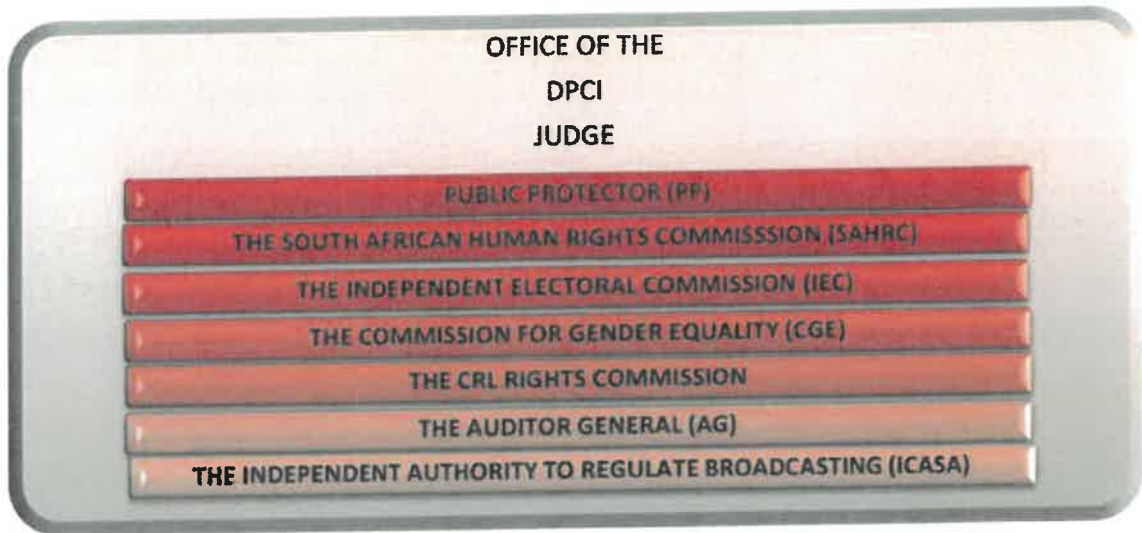 OFFICE OF THE
DPCI
JUDGE
PUBLIC PROTECTOR (PP)
THE SOUTH AFRICAN HUMAN RIGHTS COMMISSSION (SAHRC)
THE INDEPENDENT ELECTORAL COMMISSION (IEC)
THE COMMISSION FOR GENDER EQUALITY (CGE)
THE CRL RIGHTS COMMISSION
THE AUDITOR GENERAL (AG)
THE INDEPENDENT AUTHORITY TO REGULATE BROADCASTING (ICASA)